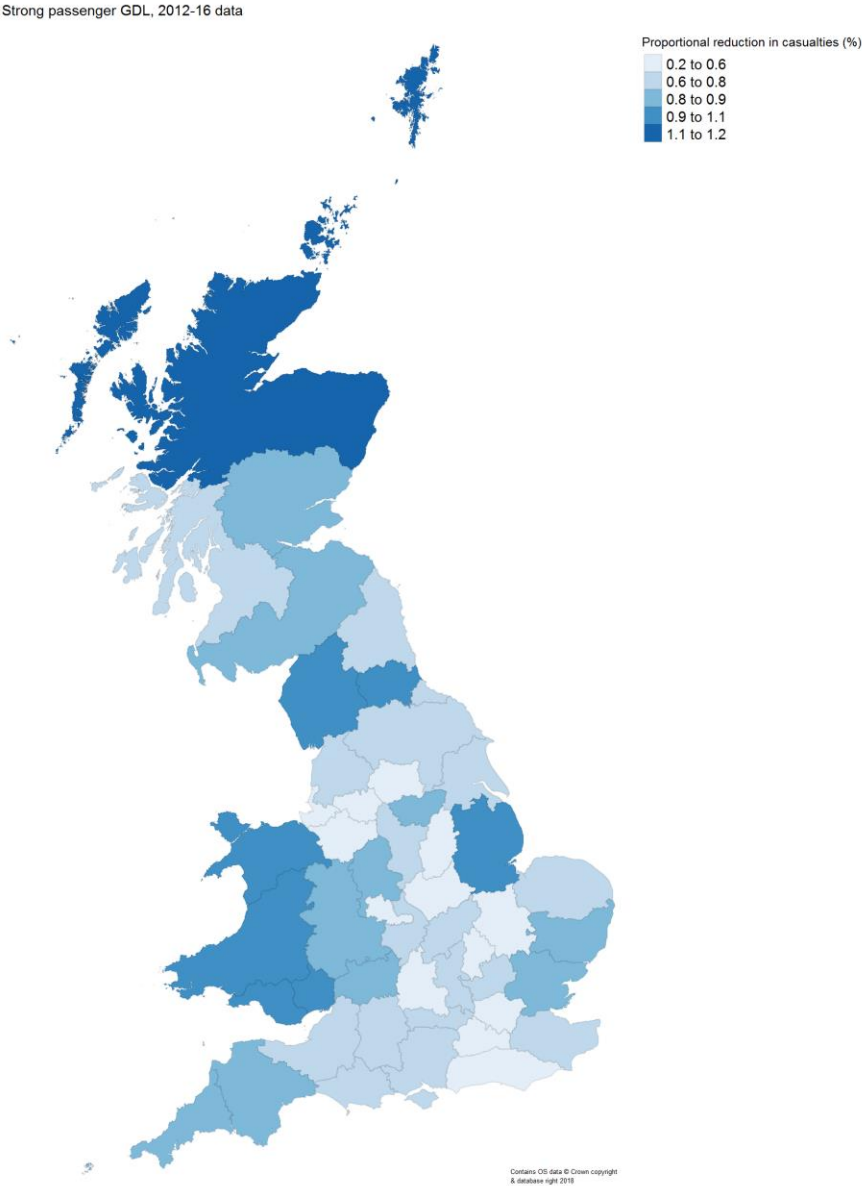 Strong passenger GDL, 2012-16 data
Proportional reduction in casualties (%)
0.2 to 0.6
0.6 to 0.8
0.8 to 0.9
0.9 to 1.1
1.1 to 1.2
Contains OS data © Crown copyright
& database right 2018